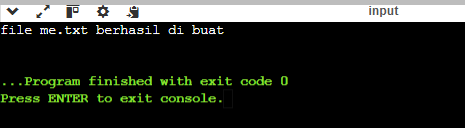 input
file me.txt berhasil di buat
...Program finished with exit code 0
Press ENTER to exit console.